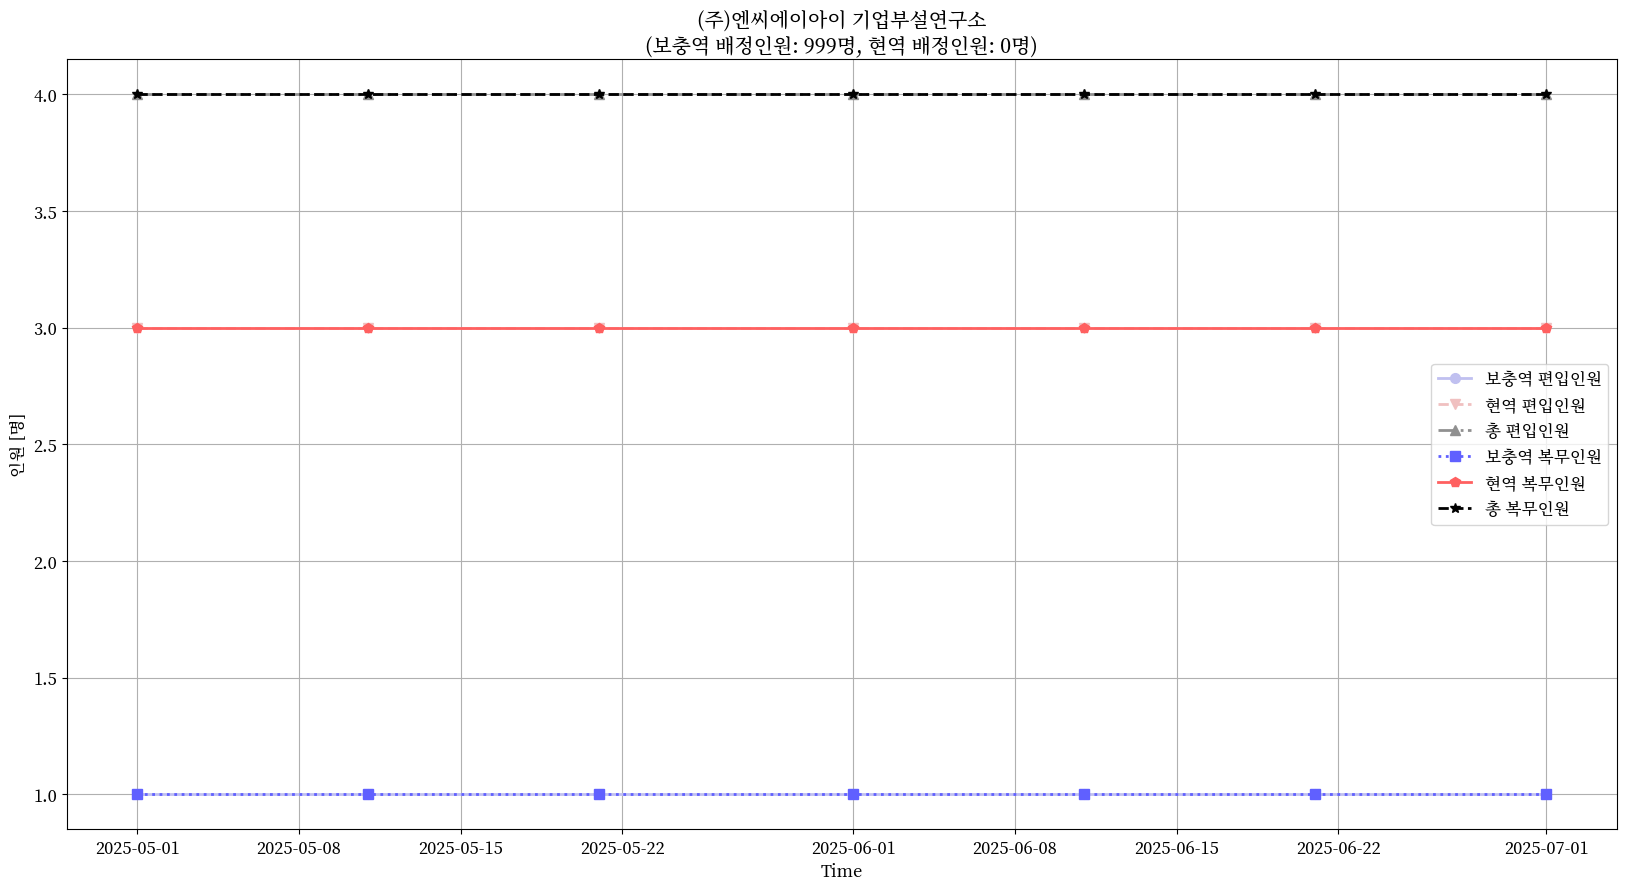 (주)엔씨에이아이 기업부설연구소
(보충역 배정인원: 999명, 현역 배정인원: 0명)
4.0
3.5
3.0
2.5
2.0
1.5
1.0
인원 [명]
보충역 편입인원
현역 편입인원
총 편입인원
보충역 복무인원
현역 복무인원
총 복무인원
2025-05-01
2025-05-08
2025-05-15
2025-05-22
2025-06-01
2025-06-08
2025-06-15
2025-06-22
2025-07-01
Time